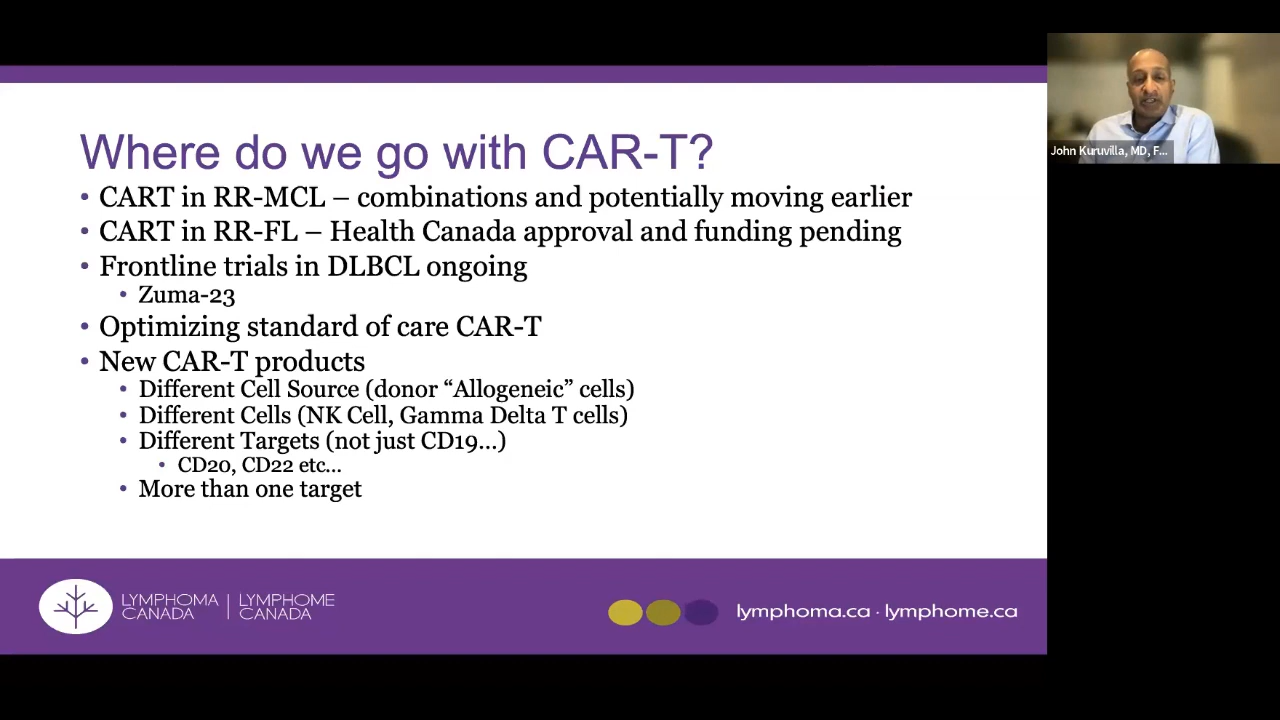 Where do we go with CAR-T?
• CART in RR-MCL – combinations and potentially moving earlier
• CART in RR-FL – Health Canada approval and funding pending
• Frontline trials in DLBCL ongoing
• Zuma-23
• Optimizing standard of care CAR-T
• New CAR-T products
• Different Cell Source (donor “Allogeneic” cells)
• Different Cells (NK Cell, Gamma Delta T cells)
• Different Targets (not just CD19…)
• CD20, CD22 etc…
• More than one target
John Kuruvilla, MD, F...
LYMPHOMA CANADA | LYMPHOME CANADA
lymphoma.ca · lymphome.ca